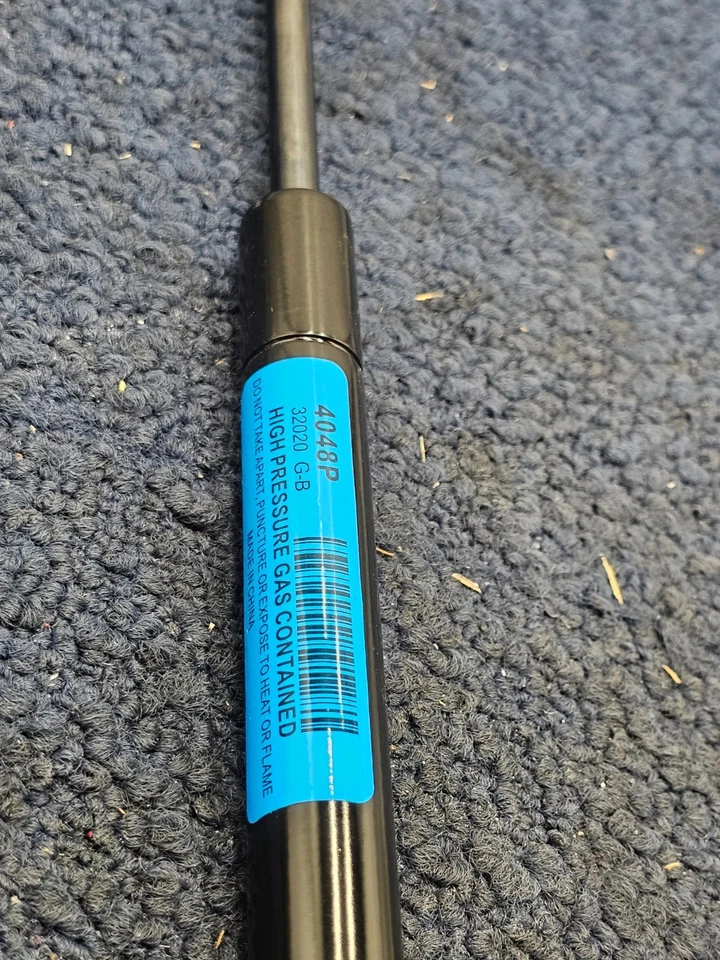 4048P
32020 G-B
HIGH PRESSURE GAS CONTAINED
DO NOT TAKE APART, PUNCTURE OR EXPOSE TO HEAT OR FLAME
MADE IN CHINA